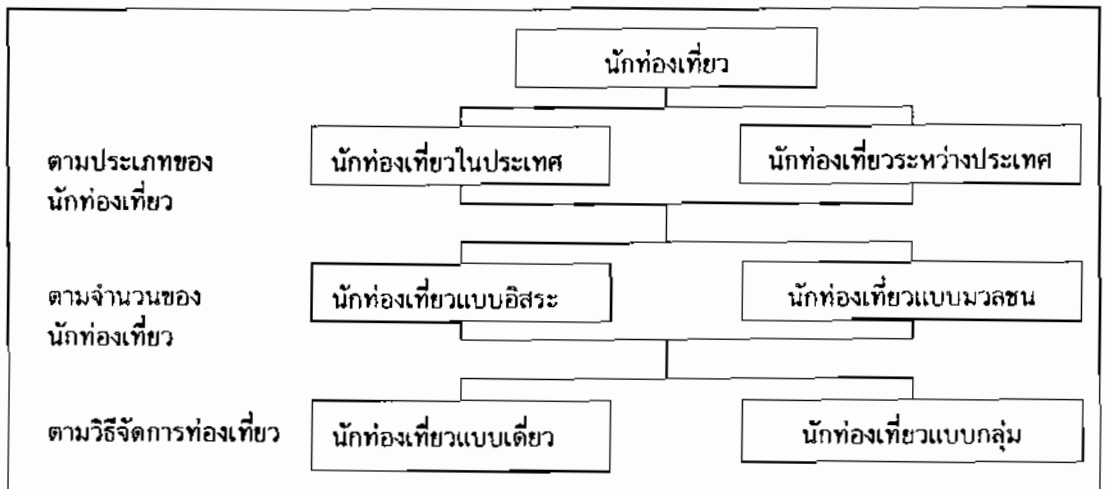 นักท่องเที่ยว
ตามประเภทของ
นักท่องเที่ยว
นักท่องเที่ยวในประเทศ
นักท่องเที่ยวระหว่างประเทศ
ตามจำนวนของ
นักท่องเที่ยว
นักท่องเที่ยวแบบอิสระ
นักท่องเที่ยวแบบมวลชน
ตามวิธีจัดการท่องเที่ยว
นักท่องเที่ยวแบบเดี่ยว
นักท่องเที่ยวแบบกลุ่ม